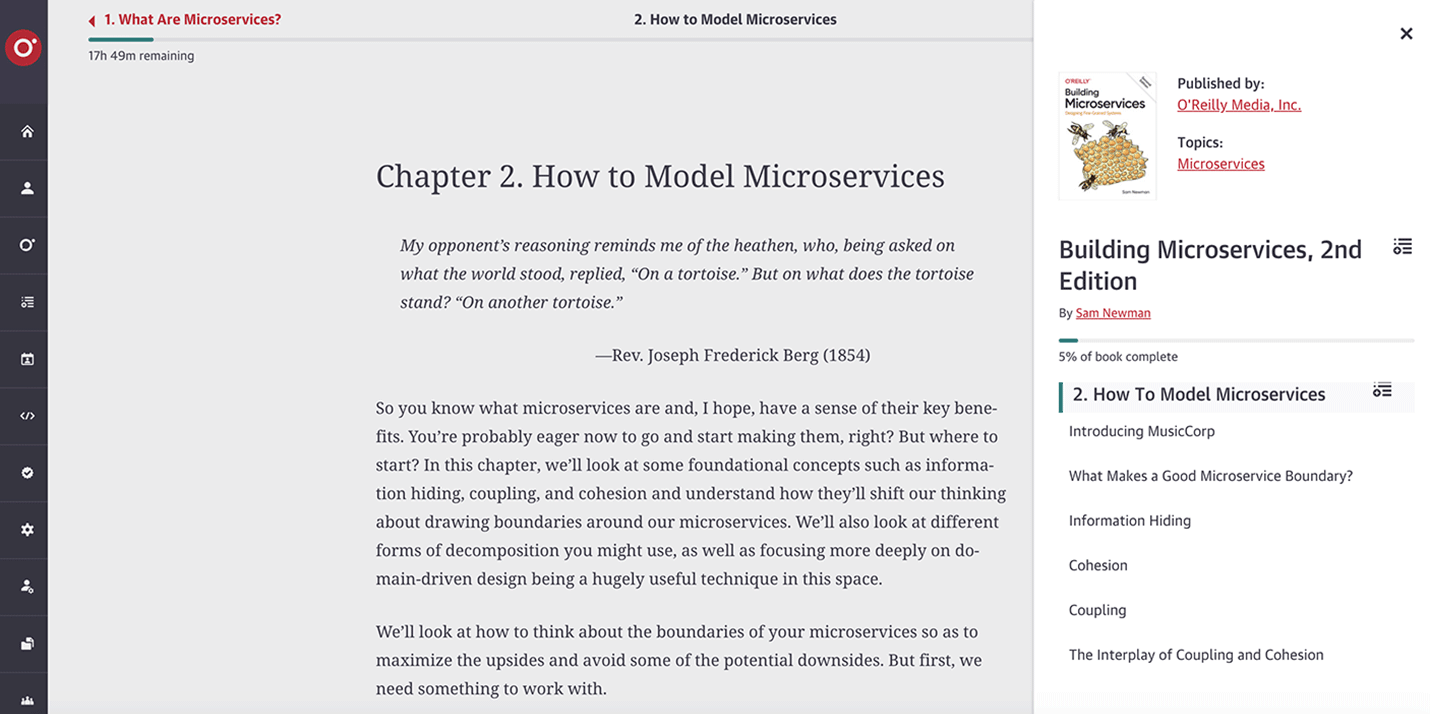 1. What Are Microservices?
2. How to Model Microservices
17h 49m remaining
Chapter 2. How to Model Microservices
My opponent’s reasoning reminds me of the heathen, who, being asked on
what the world stood, replied, “On a tortoise.” But on what does the tortoise
stand? “On another tortoise.”
—Rev. Joseph Frederick Berg (1854)
So you know what microservices are and, I hope, have a sense of their key bene-
fits. You’re probably eager now to go and start making them, right? But where to
start? In this chapter, we’ll look at some foundational concepts such as informa-
tion hiding, coupling, and cohesion and understand how they’ll shift our thinking
about drawing boundaries around our microservices. We’ll also look at different
forms of decomposition you might use, as well as focusing more deeply on do-
main-driven design being a hugely useful technique in this space.
We’ll look at how to think about the boundaries of your microservices so as to
maximize the upsides and avoid some of the potential downsides. But first, we
need something to work with.
O'REILLY
Building
Microservices
Designing Fine-Grained Systems
Sam Newman
Published by:
O'Reilly Media, Inc.
Topics:
Microservices
Building Microservices, 2nd
Edition
By Sam Newman
5% of book complete
2. How To Model Microservices
Introducing MusicCorp
What Makes a Good Microservice Boundary?
Information Hiding
Cohesion
Coupling
The Interplay of Coupling and Cohesion